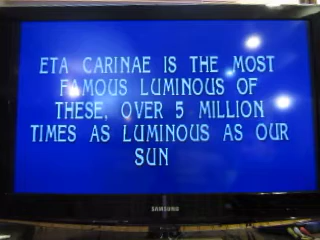 ETA CARINAE IS THE MOST
FAMOUS LUMINOUS OF
THESE, OVER 5 MILLION
TIMES AS LUMINOUS AS OUR
SUN
SAMSUNG